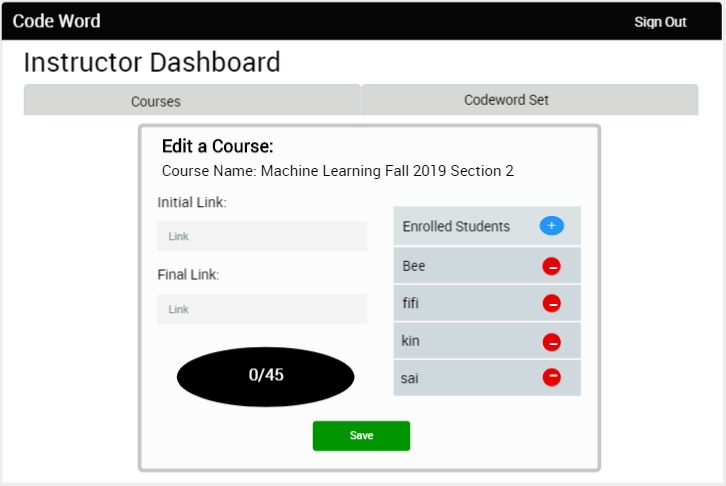 Code Word
Sign Out
Instructor Dashboard
Courses
Codeword Set
Edit a Course:
Course Name: Machine Learning Fall 2019 Section 2
Initial Link:
Link
Final Link:
Link
0/45
Enrolled Students
+
Bee
fifi
kin
sai
Save